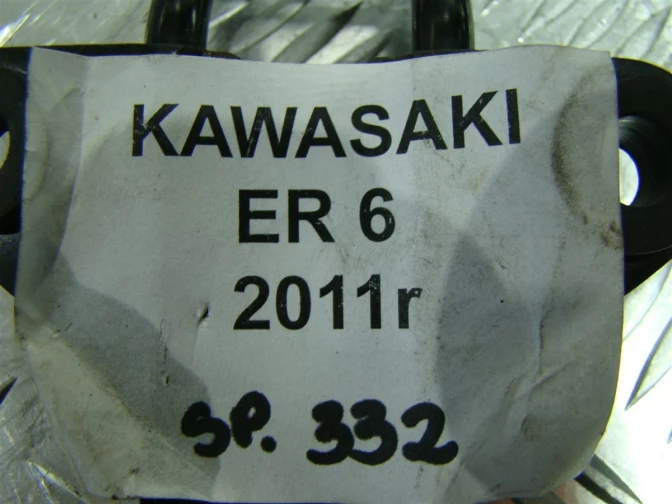 KAWASAKI
ER 6
2011r
SP. 332